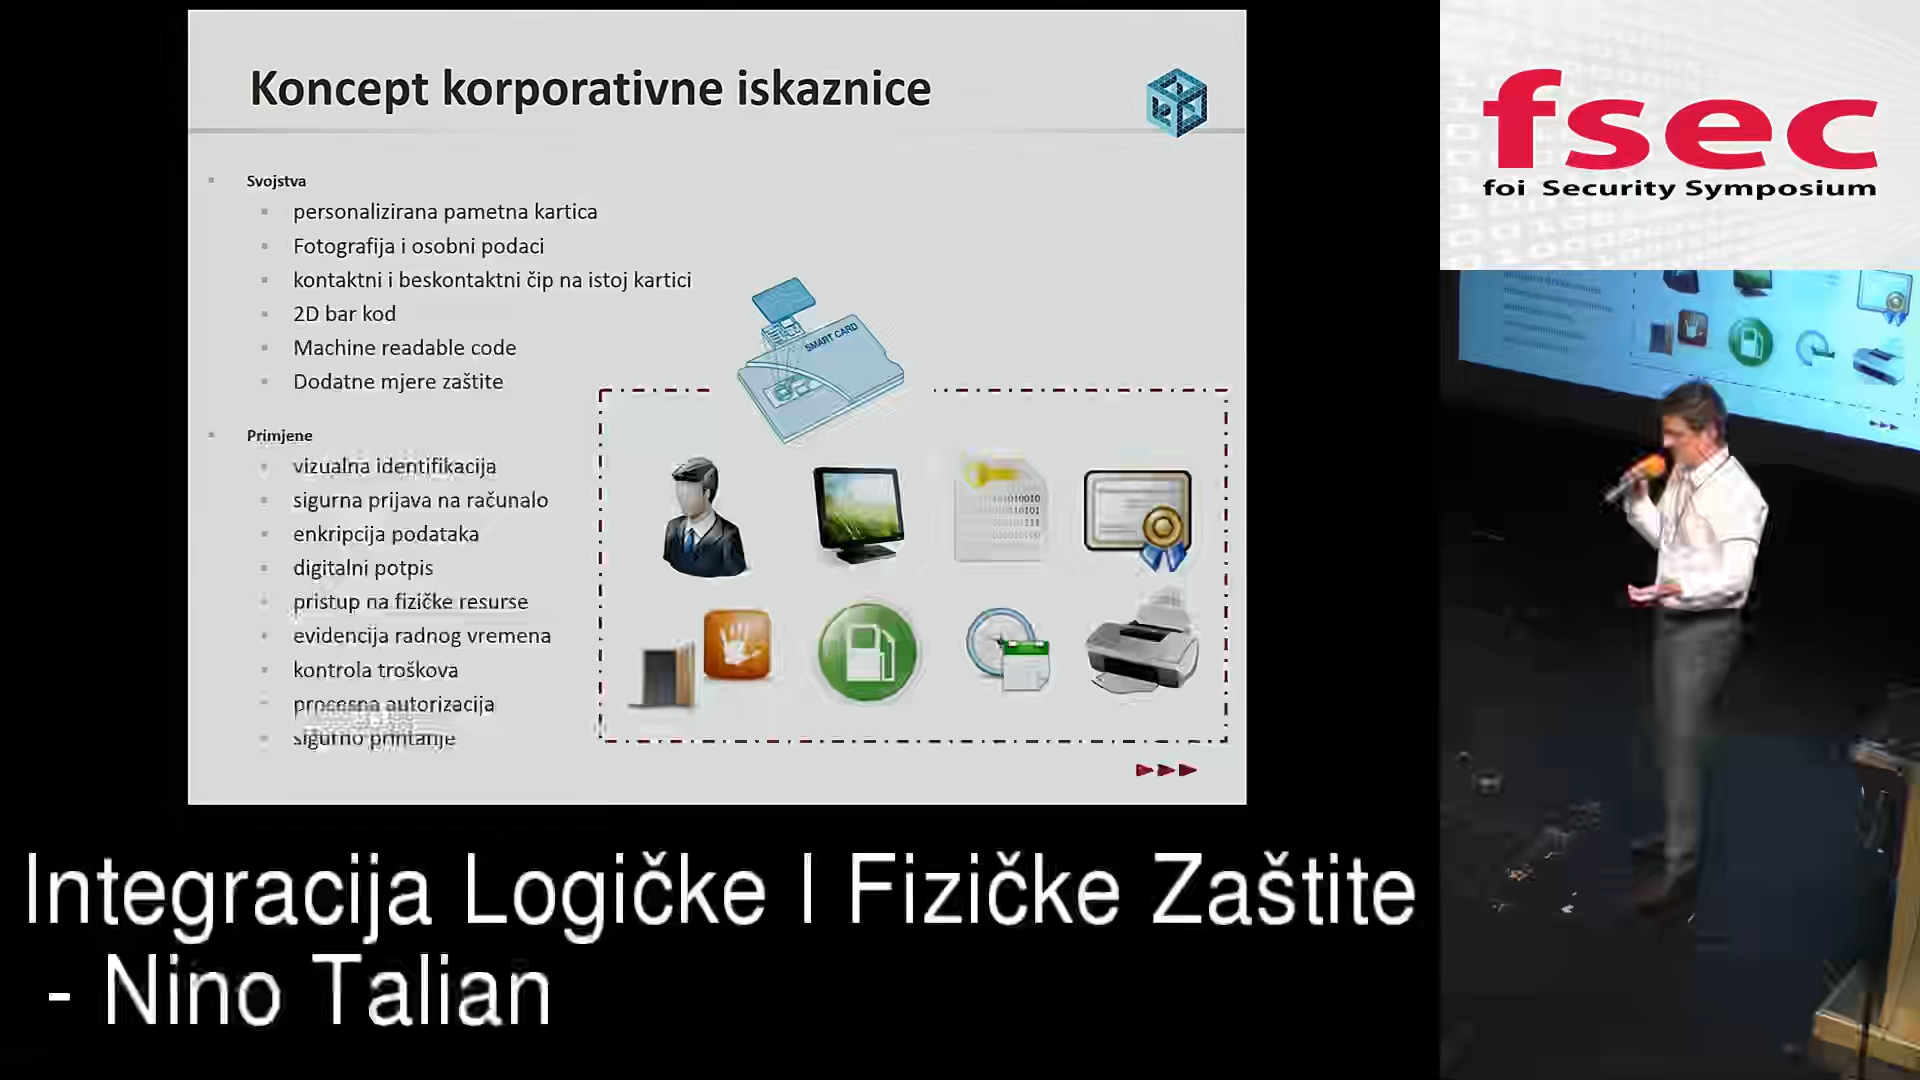 Koncept korporativne iskaznice
Svojstva
personalizirana pametna kartica
Fotografija i osobni podaci
kontaktni i beskontaktni čip na istoj kartici
2D bar kod
Machine readable code
Dodatne mjere zaštite
SMART CARD
Primjene
vizualna identifikacija
sigurna prijava na računalo
enkripcija podataka
digitalni potpis
pristup na fizičke resurse
evidencija radnog vremena
kontrola troškova
procesna autorizacija
sigurno printanje
fsec
foi Security Symposium
Integracija Logičke I Fizičke Zaštite
- Nino Talian